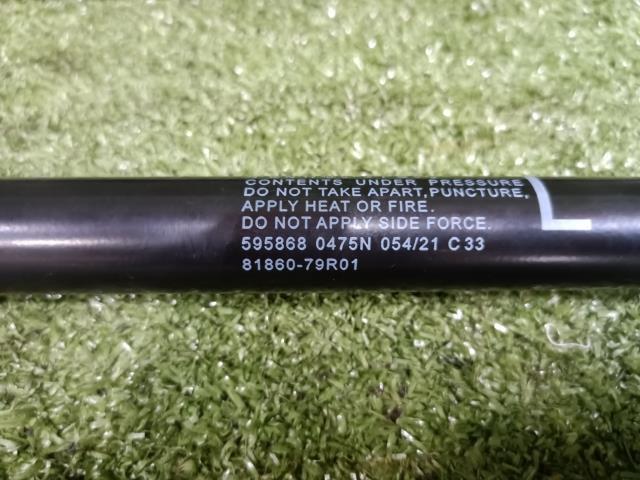 CONTENTS UNDER PRESSURE
DO NOT TAKE APART,PUNCTURE,
APPLY HEAT OR FIRE.
DO NOT APPLY SIDE FORCE.
595868 0475N 054/21 C 33
81860-79R01
L